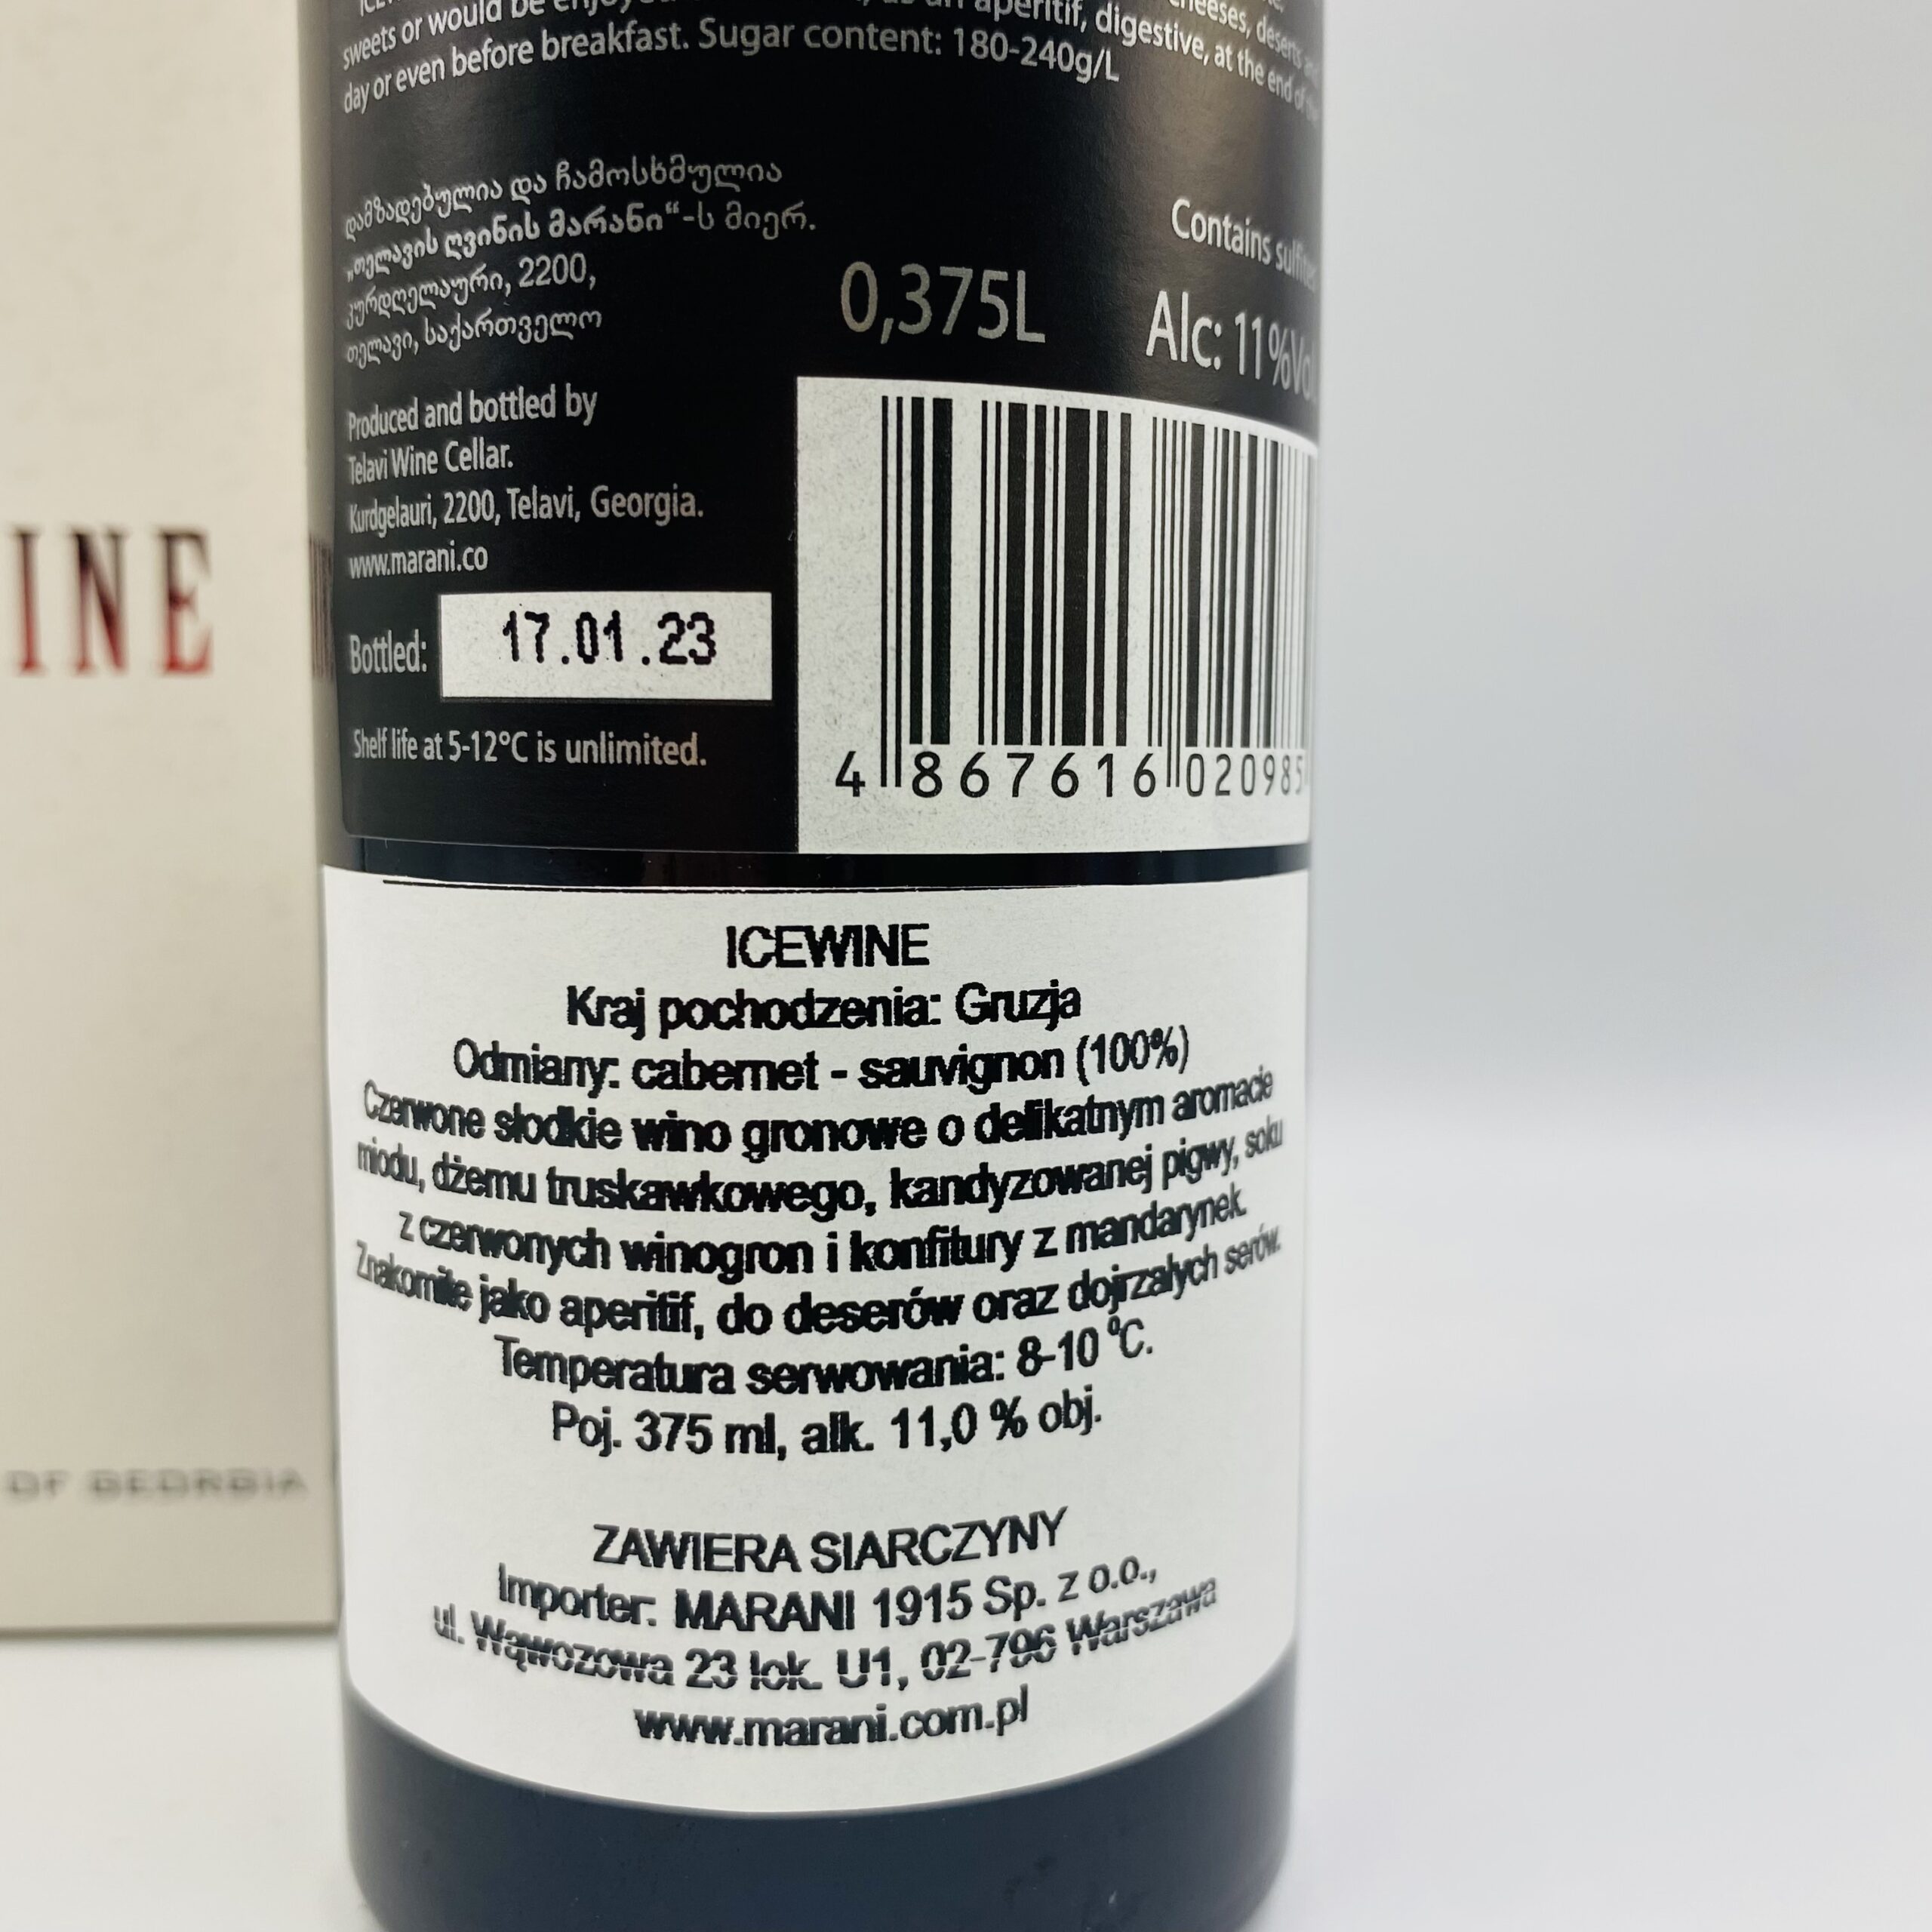 sweets or would be
aperitif, digestive, at the end of
day or even before breakfast. Sugar content: 180-240g/L
cheeses, deserts
დამზადებულია და ჩამოსხმულია
„თელავის ღვინის მარანი“-ს მიერ.
კურდღელაური, 2200,
თელავი, საქართველო
0,375L
Contains sulfites
Alc: 11%Vol
Produced and bottled by
Telavi Wine Cellar.
Kurdgelauri, 2200, Telavi, Georgia.
www.marani.co
Bottled: 17.01.23
Shelf life at 5-12°C is unlimited.
4 867616 020985
INE
OF GEORGIA
ICEWINE
Kraj pochodzenia: Gruzja
Odmiany: cabernet - sauvignon (100%)
Czerwone słodkie wino gronowe o delikatnym aromacie
miodu, dżemu truskawkowego, kandyzowanej pigwy, soku
z czerwonych winogron i konfitury z mandarynek.
Znakomite jako aperitif, do deserów oraz dojrzałych serów.
Temperatura serwowania: 8-10 °C.
Poj. 375 ml, alk. 11,0 % obj.
ZAWIERA SIARCZYNY
Importer: MARANI 1915 Sp. z o.o.,
ul. Wąwozowa 23 lok. U1, 02-796 Warszawa
www.marani.com.pl